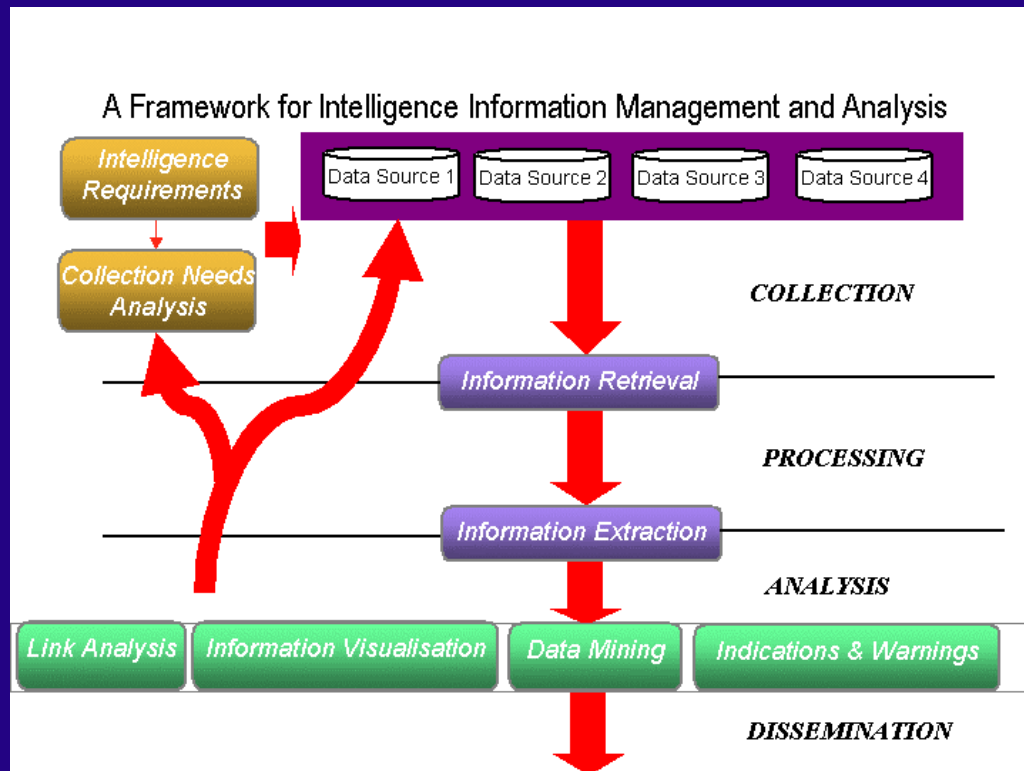 A Framework for Intelligence Information Management and Analysis
Intelligence
Requirements
Data Source 1
Data Source 2
Data Source 3
Data Source 4
Collection Needs
Analysis
COLLECTION
Information Retrieval
PROCESSING
Information Extraction
ANALYSIS
Link Analysis
Information Visualisation
Data Mining
Indications & Warnings
DISSEMINATION